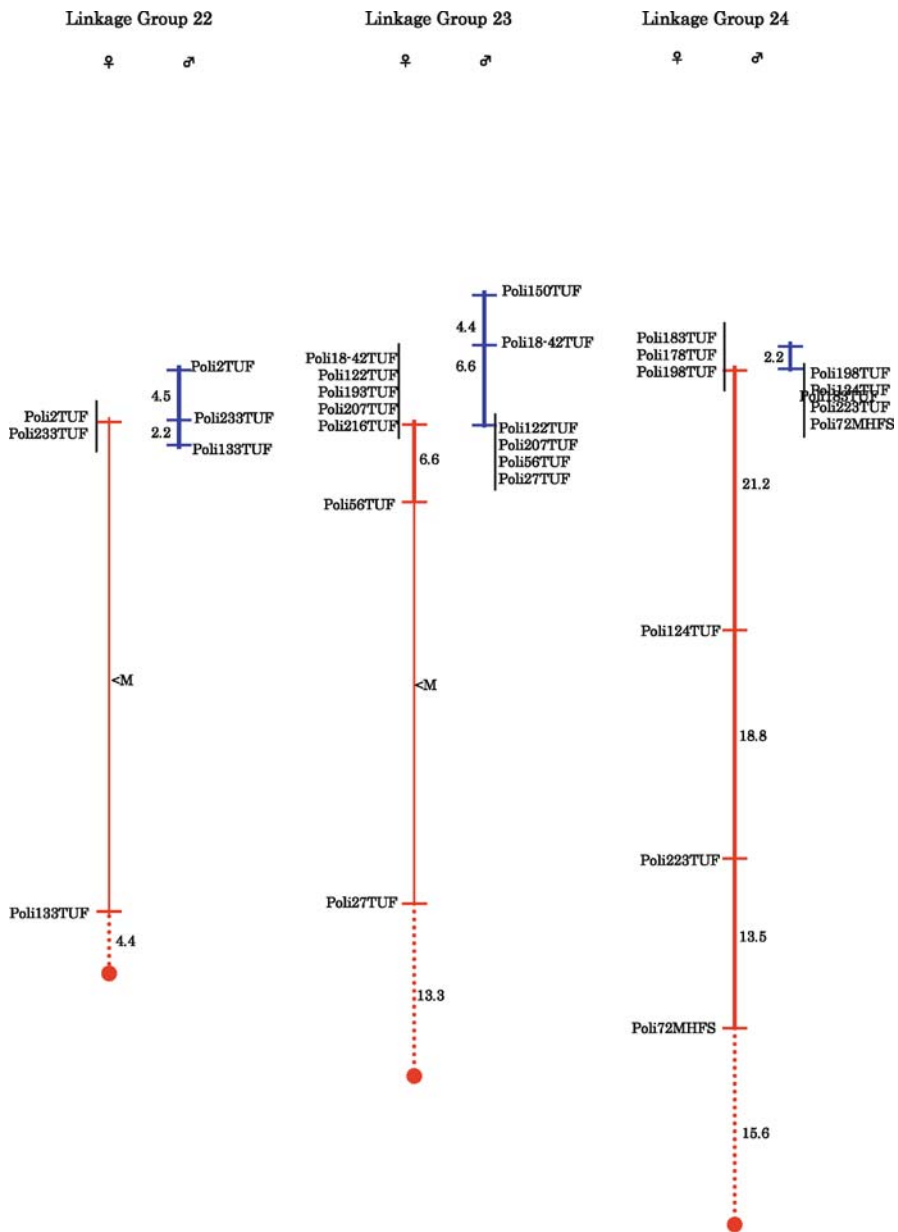 Linkage Group 22
♀ ♂
Poli2TUF
4.5
Poli233TUF
2.2
Poli133TUF
Poli2TUF
Poli233TUF
<M
Poli133TUF
4.4
Linkage Group 23
♀ ♂
Poli150TUF
4.4
Poli18-42TUF
6.6
Poli18-42TUF
Poli122TUF
Poli193TUF
Poli207TUF
Poli216TUF
Poli122TUF
Poli207TUF
Poli56TUF
Poli27TUF
6.6
Poli56TUF
<M
Poli27TUF
13.3
Linkage Group 24
♀ ♂
Poli183TUF
Poli178TUF
Poli198TUF
2.2
Poli198TUF
Poli124TUF
Poli183TUF
Poli223TUF
Poli72MHFS
21.2
Poli124TUF
18.8
Poli223TUF
13.5
Poli72MHFS
15.6